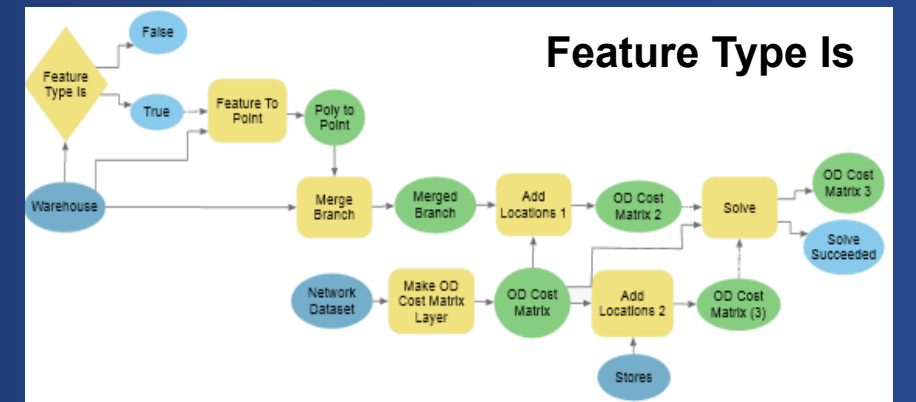 Feature Type Is
False
Feature
Type Is
True
Feature To
Point
Poly to
Point
Warehouse
Merge
Branch
Merged
Branch
Add
Locations 1
OD Cost
Matrix 2
Solve
OD Cost
Matrix 3
Solve
Succeeded
Network
Dataset
Make OD
Cost Matrix
Layer
OD Cost
Matrix
Add
Locations 2
OD Cost
Matrix (3)
Stores